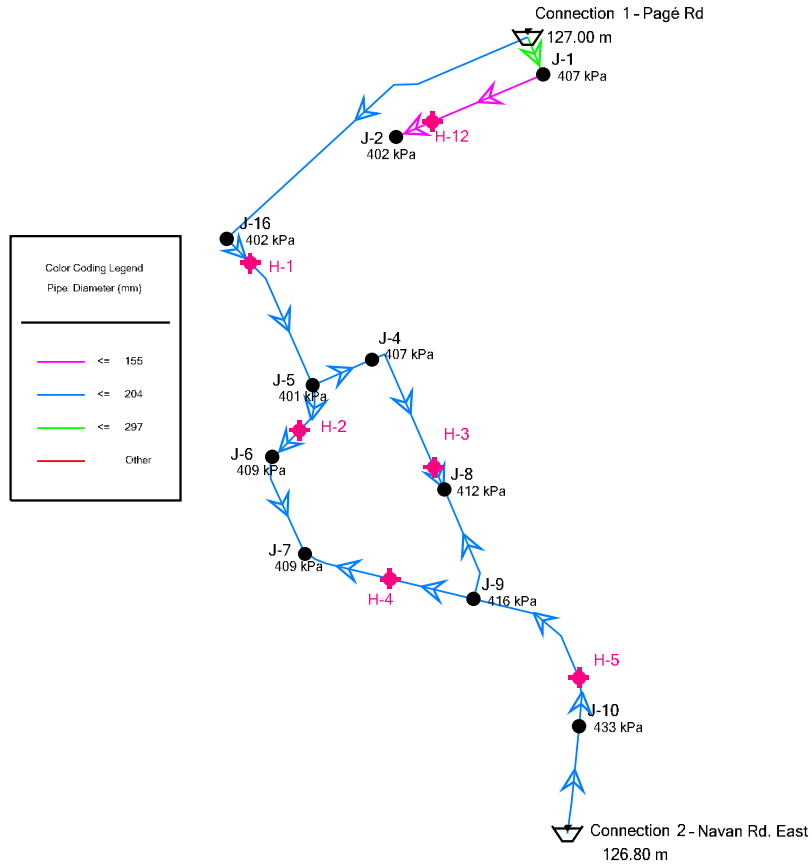 Connection 1 - Pagé Rd
127.00 m
J-1
407 kPa
J-2
402 kPa
H-12
J-16
402 kPa
H-1
Color Coding Legend
Pipe: Diameter (mm)
<= 155
<= 204
<= 297
Other
J-4
407 kPa
J-5
401 kPa
H-2
H-3
J-6
409 kPa
J-8
412 kPa
J-7
409 kPa
H-4
J-9
416 kPa
H-5
J-10
433 kPa
Connection 2 - Navan Rd. East
126.80 m